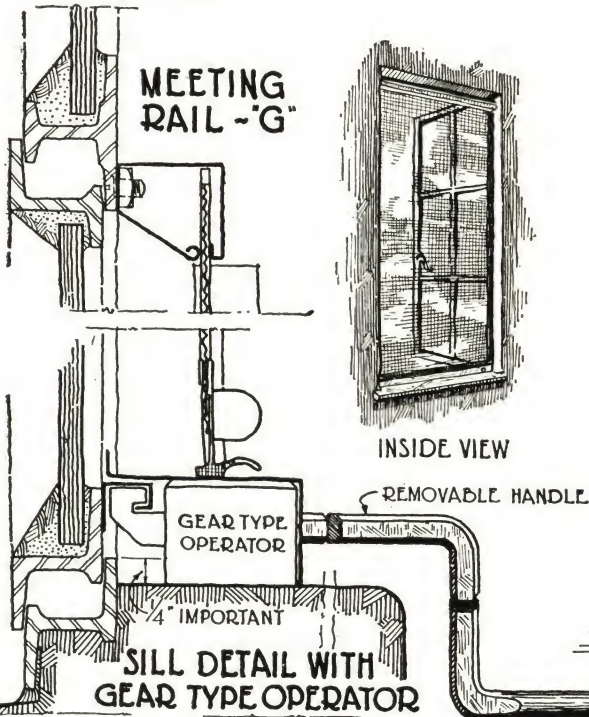 MEETING
RAIL ~"G"
INSIDE VIEW
REMOVABLE HANDLE
GEAR TYPE
OPERATOR
1/4" IMPORTANT
SILL DETAIL WITH
GEAR TYPE OPERATOR